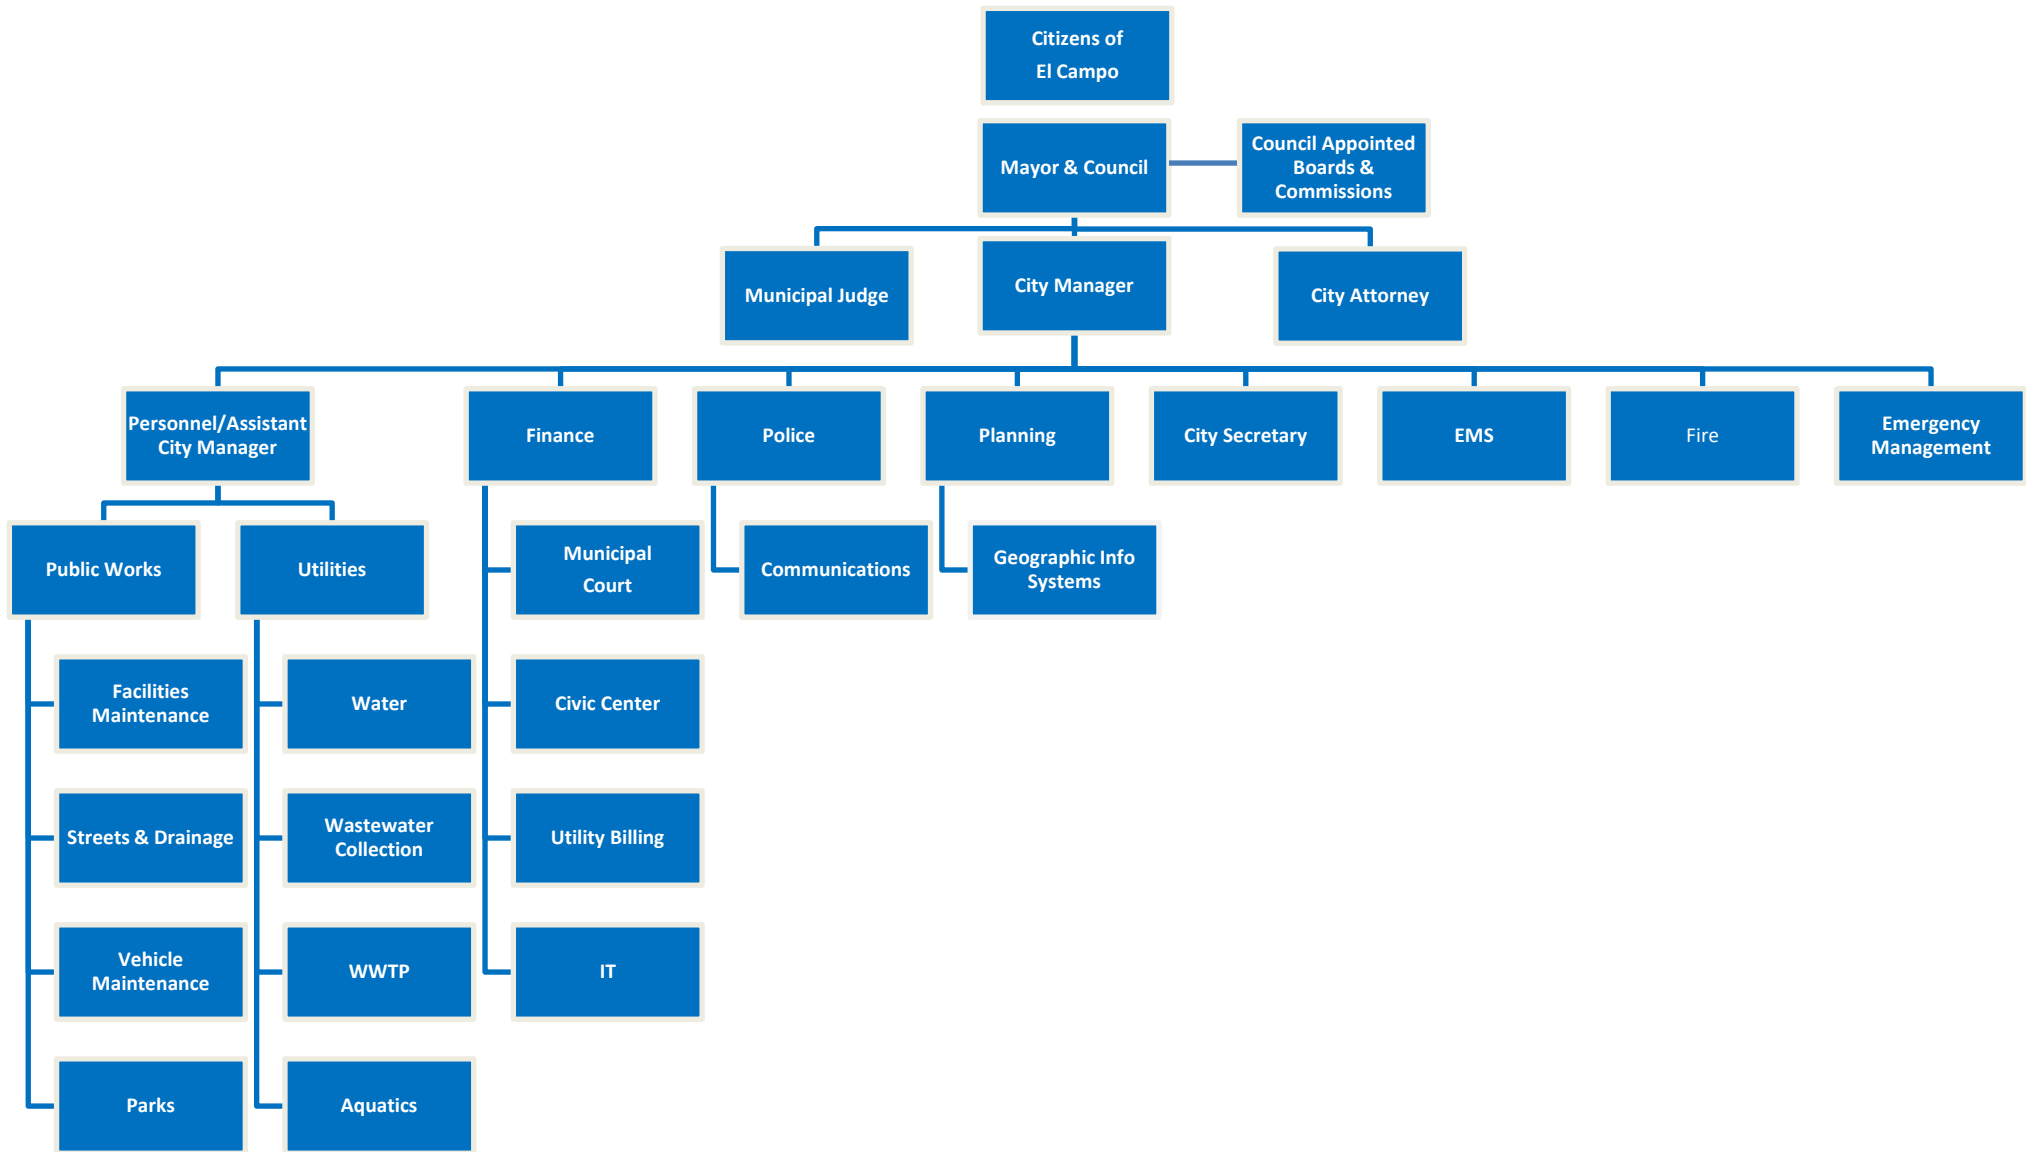 Citizens of
El Campo
Mayor & Council
Council Appointed
Boards &
Commissions
Municipal Judge
City Manager
City Attorney
Personnel/Assistant
City Manager
Finance
Police
Planning
City Secretary
EMS
Fire
Emergency
Management
Public Works
Utilities
Municipal
Court
Communications
Geographic Info
Systems
Facilities
Maintenance
Water
Civic Center
Streets & Drainage
Wastewater
Collection
Utility Billing
Vehicle
Maintenance
WWTP
IT
Parks
Aquatics